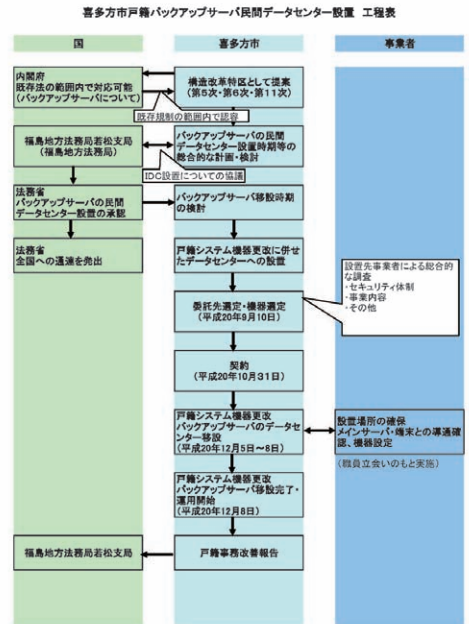 喜多方市戸籍バックアップサーバ民間データセンター設置 工程表
国
喜多方市
事業者
内閣府
既存法の範囲内で対応可能
(バックアップサーバについて)
構造改革特区として提案
(第5次・第6次・第11次)
既存規制の範囲内で認容
福島地方法務局若松支局
(福島地方法務局)
バックアップサーバの民間
データセンター設置時期等の
総合的な計画・検討
IDC設置についての協議
法務省
バックアップサーバの民間
データセンター設置の承認
バックアップサーバ移設時期
の検討
法務省
全国への通達を発出
戸籍システム機器更改に併せ
たデータセンターへの設置
設置先事業者による総合的
な調査
・セキュリティ体制
・事業内容
・その他
委託先選定・機器選定
(平成20年9月10日)
契約
(平成20年10月31日)
戸籍システム機器更改
バックアップサーバのデータセ
ンター移設
(平成20年12月5日~8日)
設置場所の確保
メインサーバ・端末との導通確
認、機器設定
(職員立会いのもと実施)
戸籍システム機器更改
バックアップサーバ移設完了・
運用開始
(平成20年12月8日)
福島地方法務局若松支局
戸籍事務改善報告